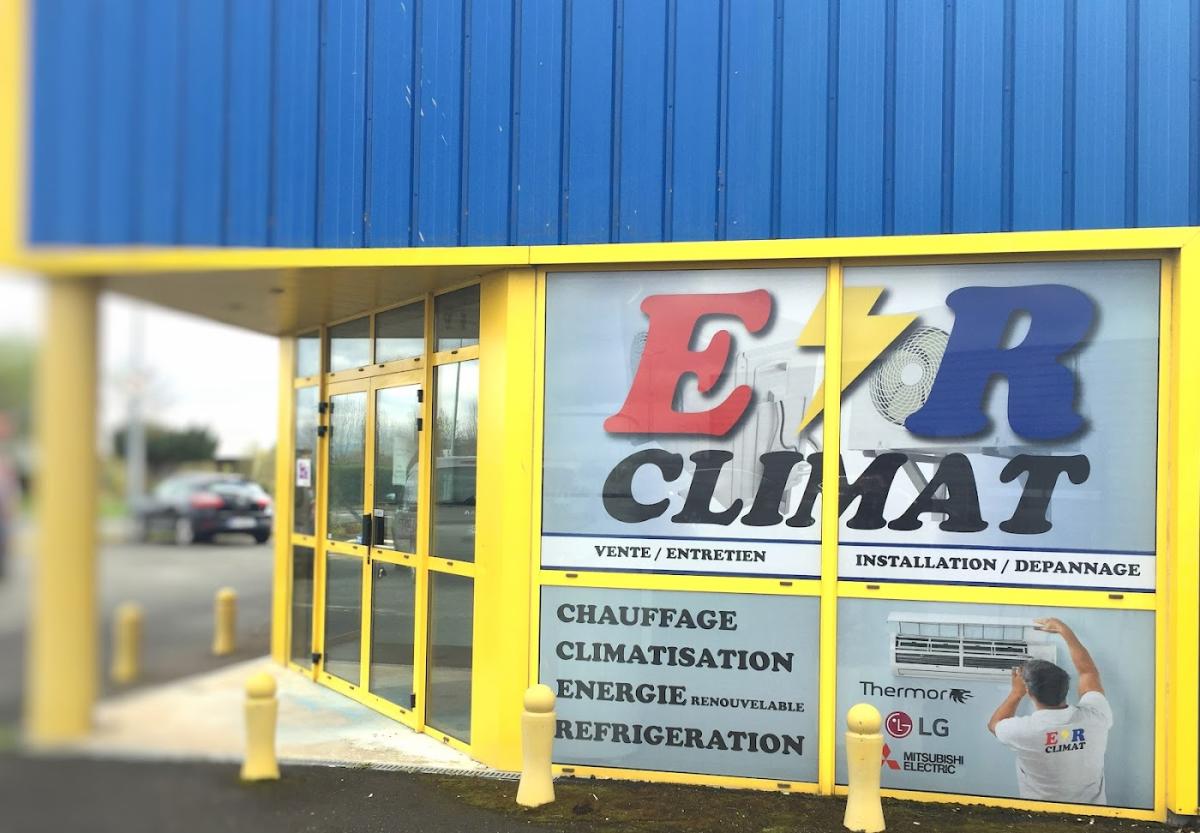 E R
CLIMAT
VENTE / ENTRETIEN
INSTALLATION / DEPANNAGE
CHAUFFAGE
CLIMATISATION
ENERGIE RENOUVELABLE
REFRIGERATION
Thermor
LG
MITSUBISHI
ELECTRIC
E R
CLIMAT